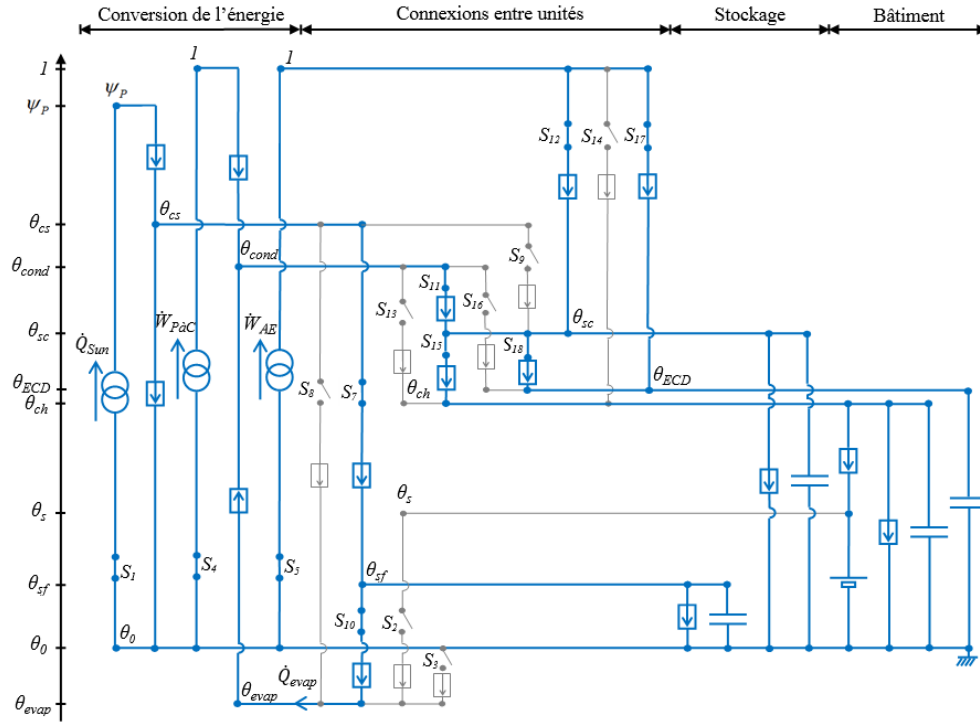 Conversion de l'énergie Connexions entre unités Stockage Bâtiment
1 1 1
ψP ψP
S12 S14 S17
θcs θcs
θcond θcond S9
S11
S13 S16
θsc Q̇Sun ẆPàC ẆAE S15 S18 θsc
θECD S8 S7 θch θECD
θch
θs θs
S1 S4 S5
θsf θsf
S10 S2
θ0 θ0 S3
θevap θevap Q̇evap